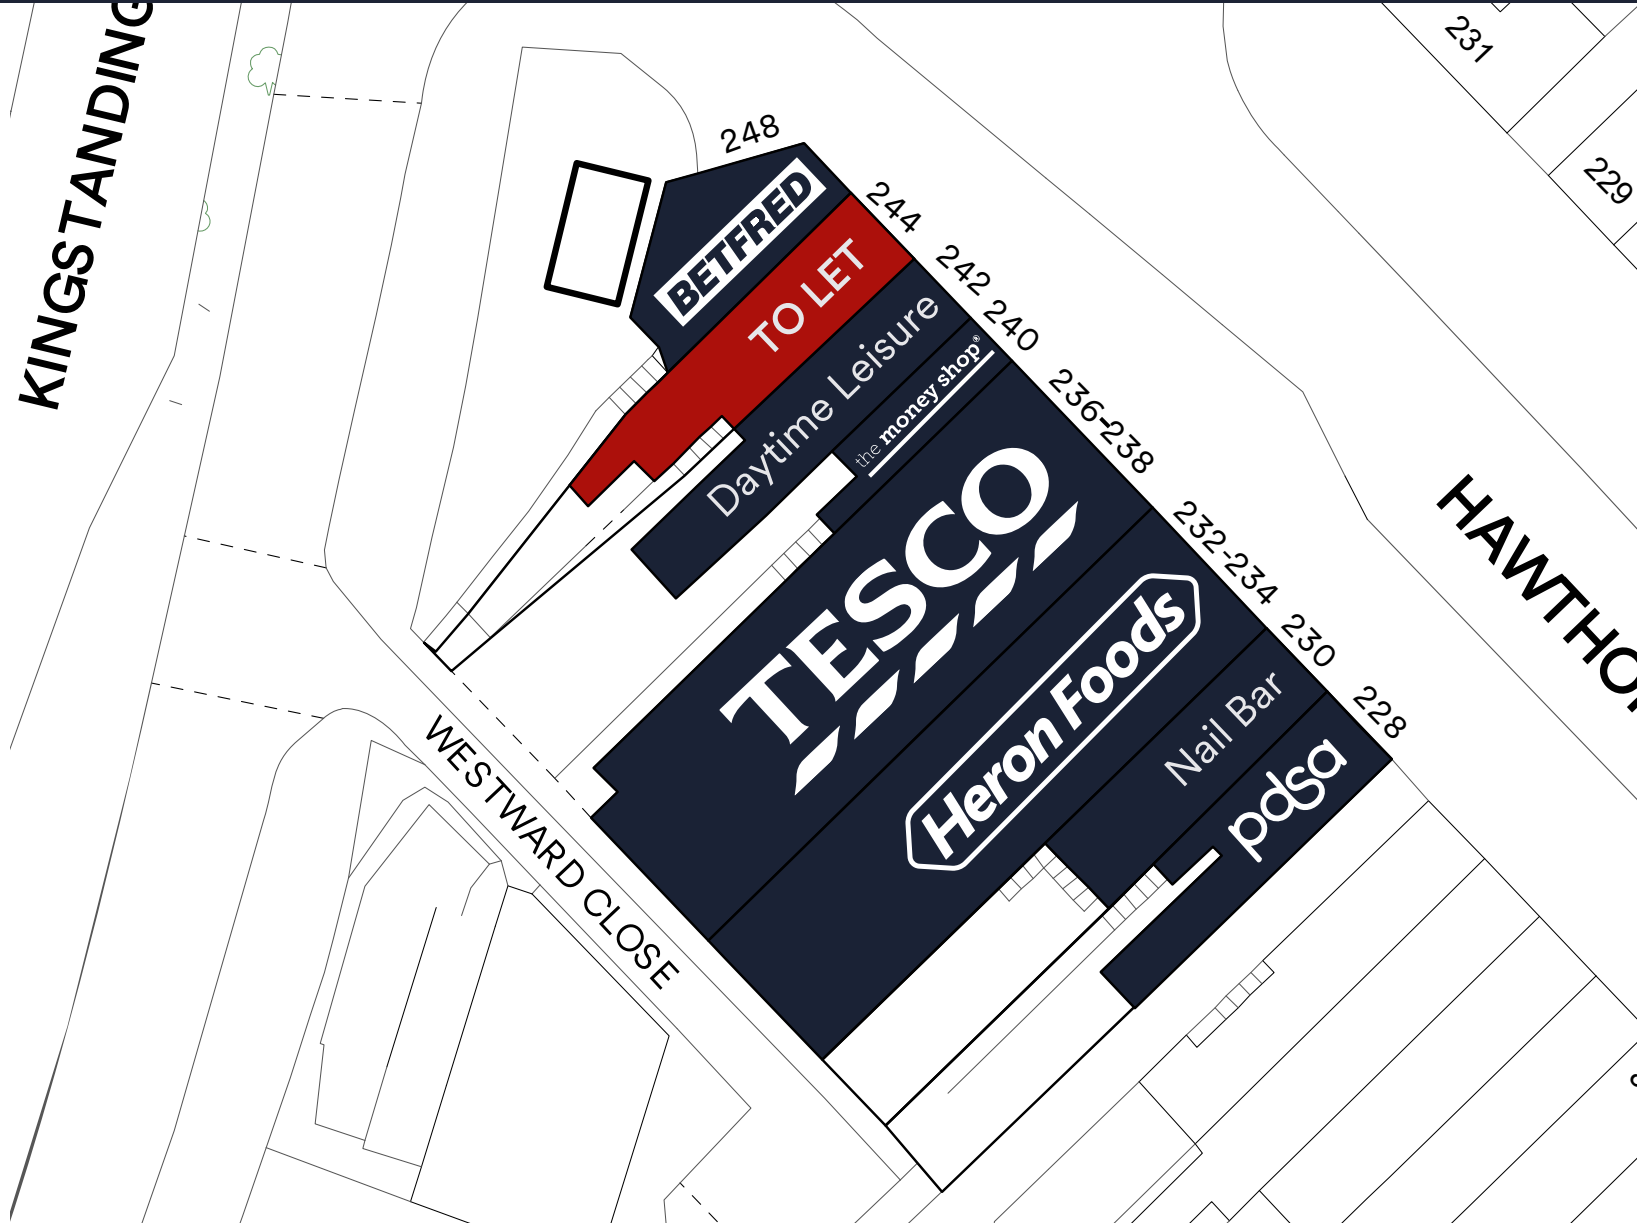 KINGSTANDING
231
229
248
BETFRED
244
TO LET
242
Daytime Leisure
240
the money shop®
236-238
TESCO
232-234
Heron Foods
230
Nail Bar
228
pdsa
HAWTHO
WESTWARD CLOSE